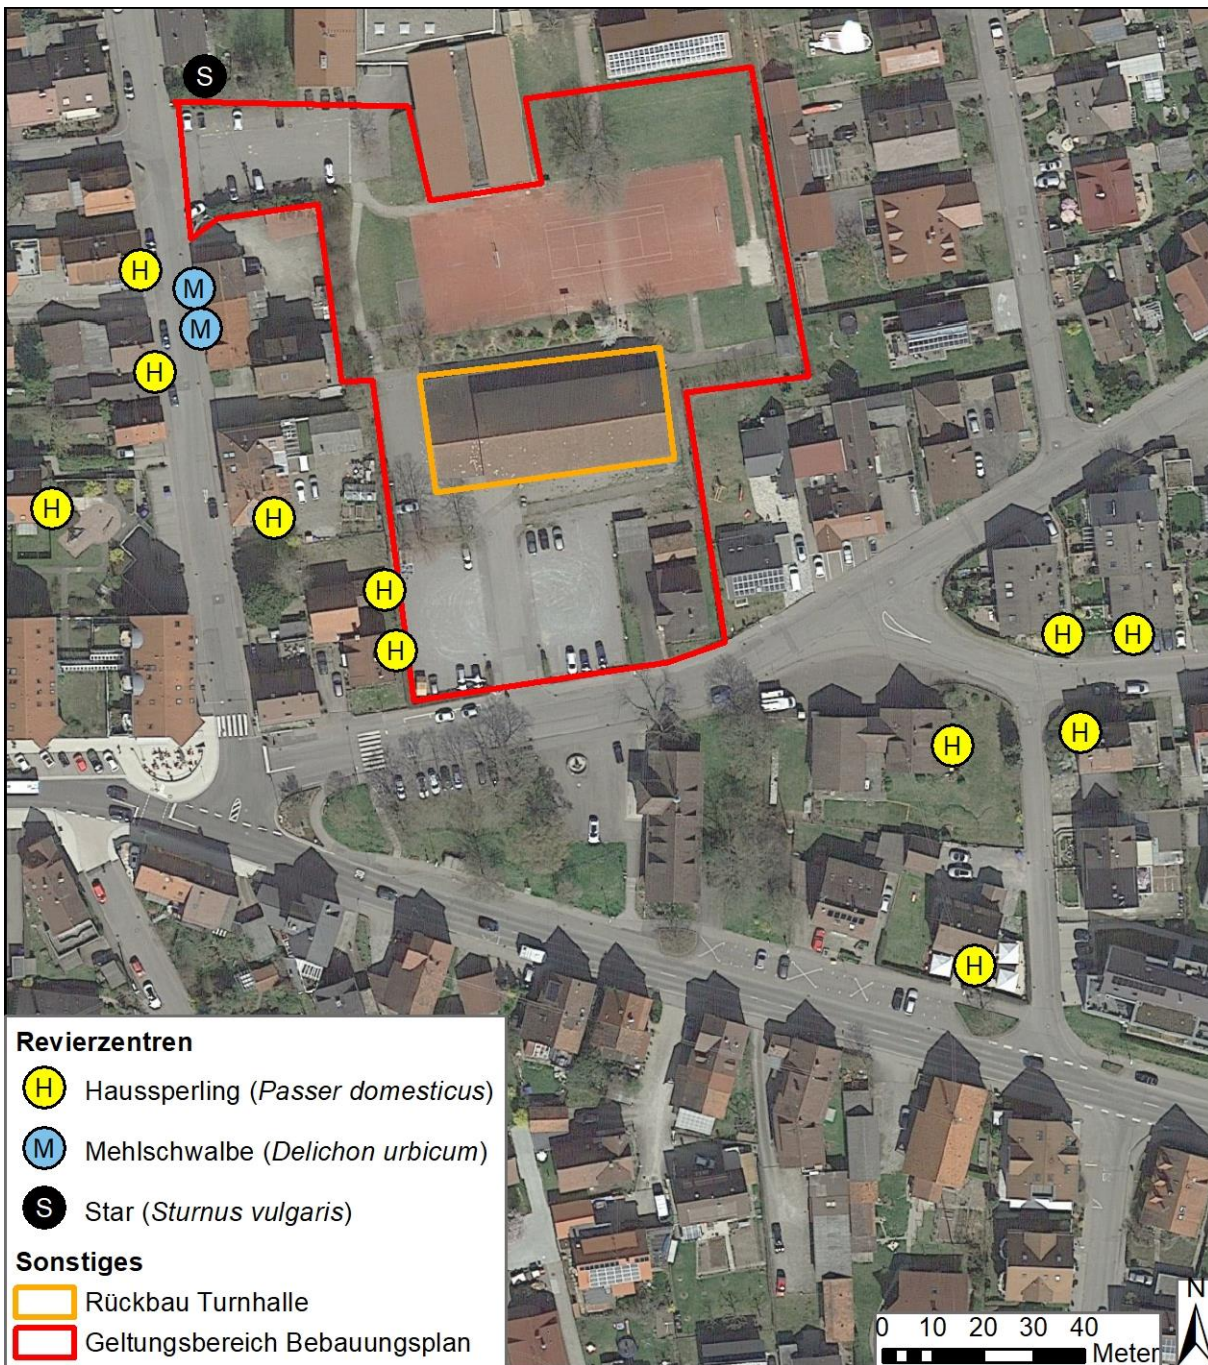 S
H
M
M
H
H
H
H
H
H
H
H
H
H
Revierzentren
H Haussperling (Passer domesticus)
M Mehlschwalbe (Delichon urbicum)
S Star (Sturnus vulgaris)
Sonstiges
Rückbau Turnhalle
Geltungsbereich Bebauungsplan
N
0 10 20 30 40
Meter